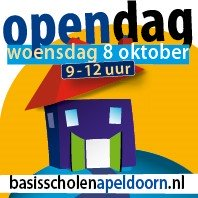 opendag
woensdag 8 oktober
9-12 uur
basisscholenapeldoorn.nl